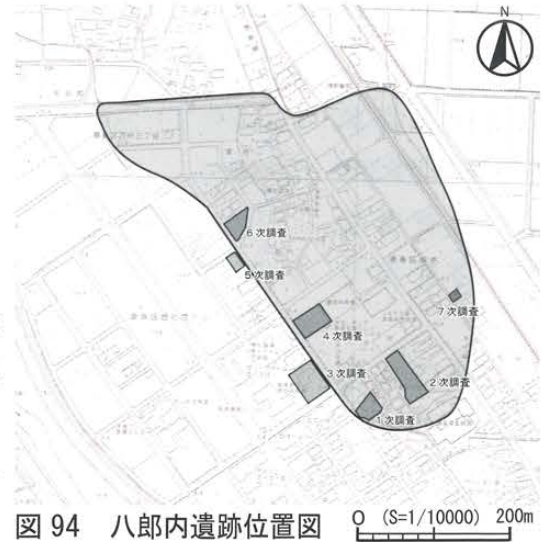 N
6次調査
5次調査
4次調査
7次調査
3次調査
2次調査
1次調査
図 94 八郎内遺跡位置図
0 (S=1/10000) 200m